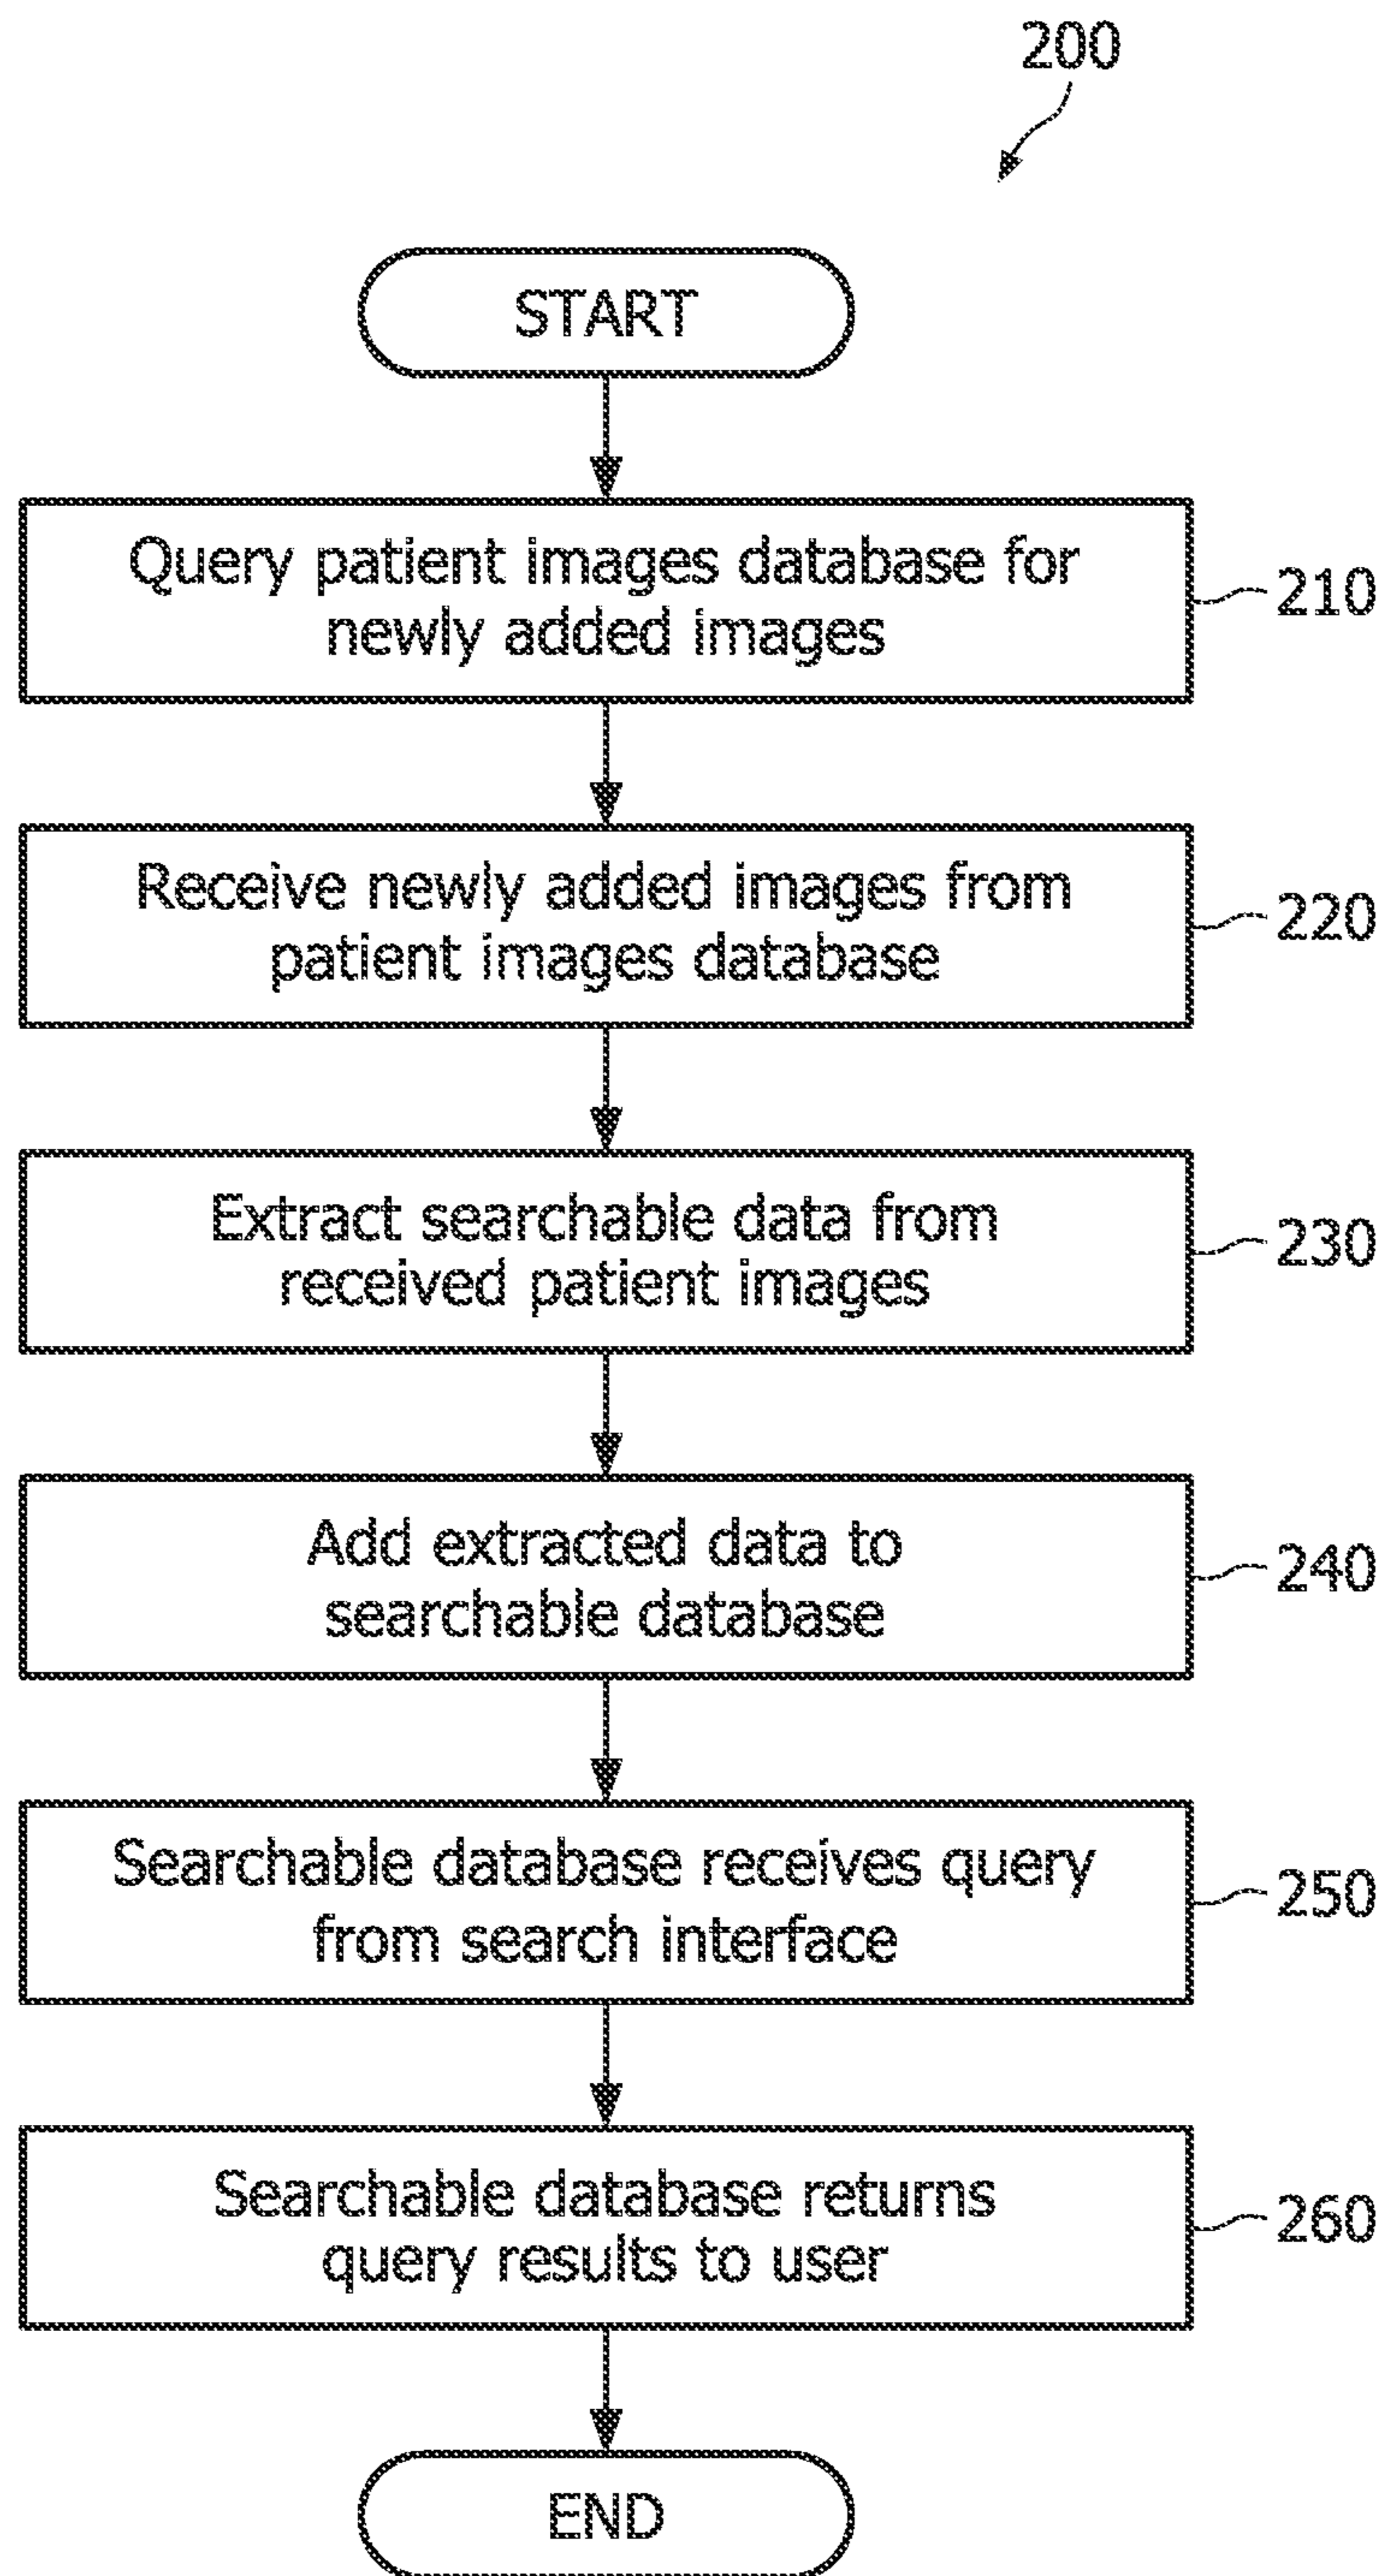 200
START
Query patient images database for
newly added images
210
Receive newly added images from
patient images database
220
Extract searchable data from
received patient images
230
Add extracted data to
searchable database
240
Searchable database receives query
from search interface
250
Searchable database returns
query results to user
260
END